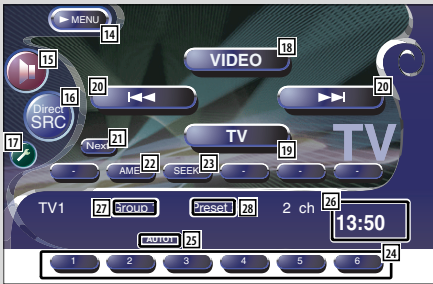 MENU
14
15
VIDEO
18
20
20
16
Direct
SRC
17
21
Next
TV
19
TV
22
23
- AME SEEK - - -
TV1
27
Group
Preset
28
2 ch
26
13:50
AUTO1
25
24
1 2 3 4 5 6